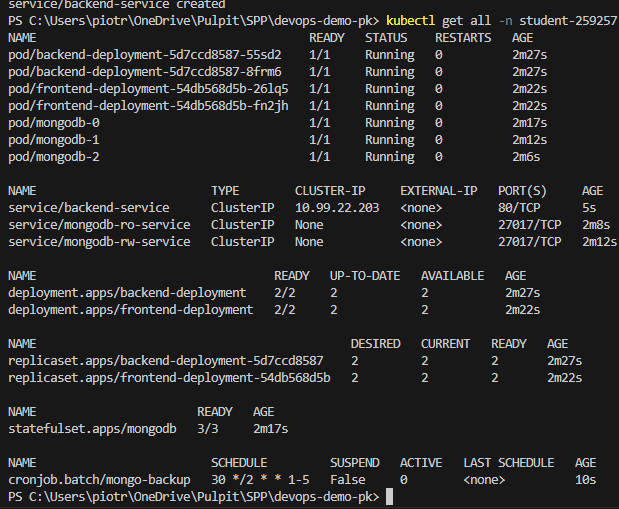 service/backend-service created
PS C:\Users\piotr\OneDrive\Pulpit\SPP\devops-demo-pk> kubectl get all -n student-259257
NAME READY STATUS RESTARTS AGE
pod/backend-deployment-5d7ccd8587-55sd2 1/1 Running 0 2m27s
pod/backend-deployment-5d7ccd8587-8frm6 1/1 Running 0 2m27s
pod/frontend-deployment-54db568d5b-26lq5 1/1 Running 0 2m22s
pod/frontend-deployment-54db568d5b-fn2jh 1/1 Running 0 2m22s
pod/mongodb-0 1/1 Running 0 2m17s
pod/mongodb-1 1/1 Running 0 2m12s
pod/mongodb-2 1/1 Running 0 2m6s
NAME TYPE CLUSTER-IP EXTERNAL-IP PORT(S) AGE
service/backend-service ClusterIP 10.99.22.203 <none> 80/TCP 5s
service/mongodb-ro-service ClusterIP None <none> 27017/TCP 2m8s
service/mongodb-rw-service ClusterIP None <none> 27017/TCP 2m12s
NAME READY UP-TO-DATE AVAILABLE AGE
deployment.apps/backend-deployment 2/2 2 2 2m27s
deployment.apps/frontend-deployment 2/2 2 2 2m22s
NAME DESIRED CURRENT READY AGE
replicaset.apps/backend-deployment-5d7ccd8587 2 2 2 2m27s
replicaset.apps/frontend-deployment-54db568d5b 2 2 2 2m22s
NAME READY AGE
statefulset.apps/mongodb 3/3 2m17s
NAME SCHEDULE SUSPEND ACTIVE LAST SCHEDULE AGE
cronjob.batch/mongo-backup 30 */2 * * 1-5 False 0 <none> 10s
PS C:\Users\piotr\OneDrive\Pulpit\SPP\devops-demo-pk>